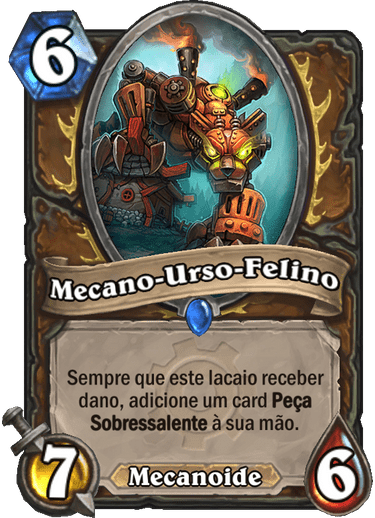 6
Mecano-Urso-Felino
Sempre que este lacaio receber
dano, adicione um card Peça
Sobressalente à sua mão.
7
Mecanoide
6